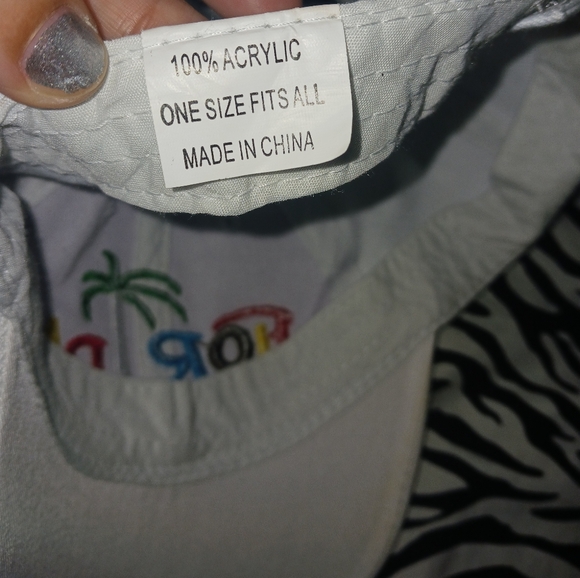 100% ACRYLIC
ONE SIZE FITS ALL
MADE IN CHINA